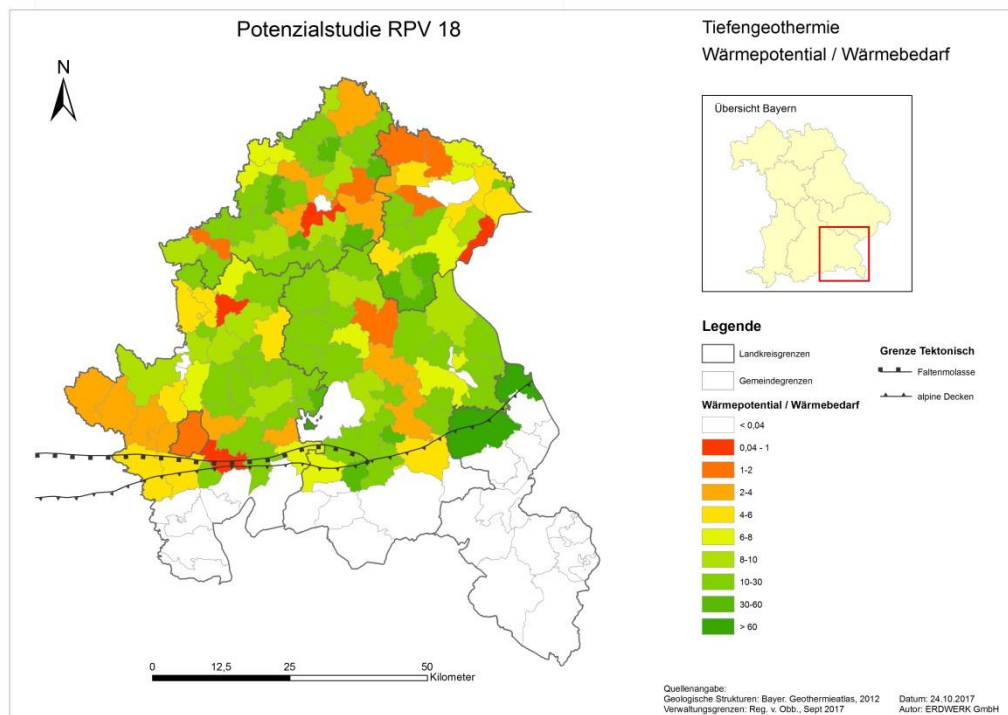 Potenzialstudie RPV 18
N
Tiefengeothermie
Wärmepotential / Wärmebedarf
Übersicht Bayern
Legende
Landkreisgrenzen
Gemeindegrenzen
Wärmepotential / Wärmebedarf
< 0,04
0,04 - 1
1-2
2-4
4-6
6-8
8-10
10-30
30-60
> 60
Grenze Tektonisch
Faltenmolasse
alpine Decken
0 12,5 25 50
Kilometer
Quellenangabe:
Geologische Strukturen: Bayer. Geothermieatlas, 2012
Verwaltungsgrenzen: Reg. v. Obb., Sept 2017
Datum: 24.10.2017
Autor: ERDWERK GmbH